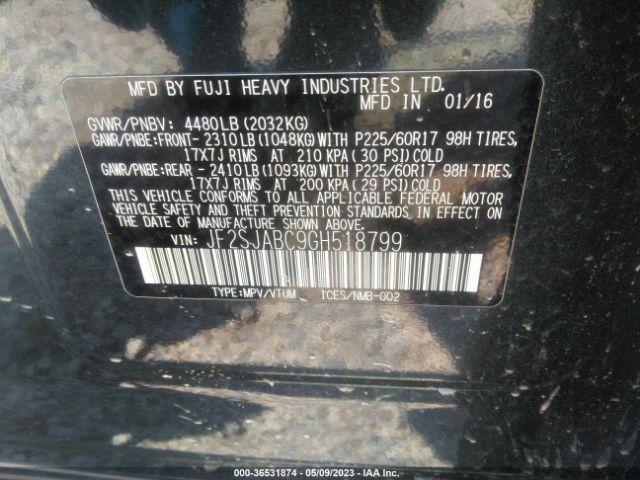 MFD BY FUJI HEAVY INDUSTRIES LTD.
MFD IN 01/16
GVWR/PNBV: 4480LB (2032KG)
GAWR/PNBE:FRONT- 2310LB (1048KG) WITH P225/60R17 98H TIRES,
17X7J RIMS AT 210 KPA (30 PSI) COLD
GAWR/PNBE:REAR - 2410LB (1093KG) WITH P225/60R17 98H TIRES,
17X7J RIMS AT 200 KPA (29 PSI) COLD
THIS VEHICLE CONFORMS TO ALL APPLICABLE FEDERAL MOTOR
VEHICLE SAFETY AND THEFT PREVENTION STANDARDS IN EFFECT
ON THE DATE OF MANUFACTURE SHOWN ABOVE.
VIN: JF2SJABC9GH518799
TYPE:MPV/VTUM ICES/NMB-002
000-36531874 - 05/09/2023 - IAA Inc.